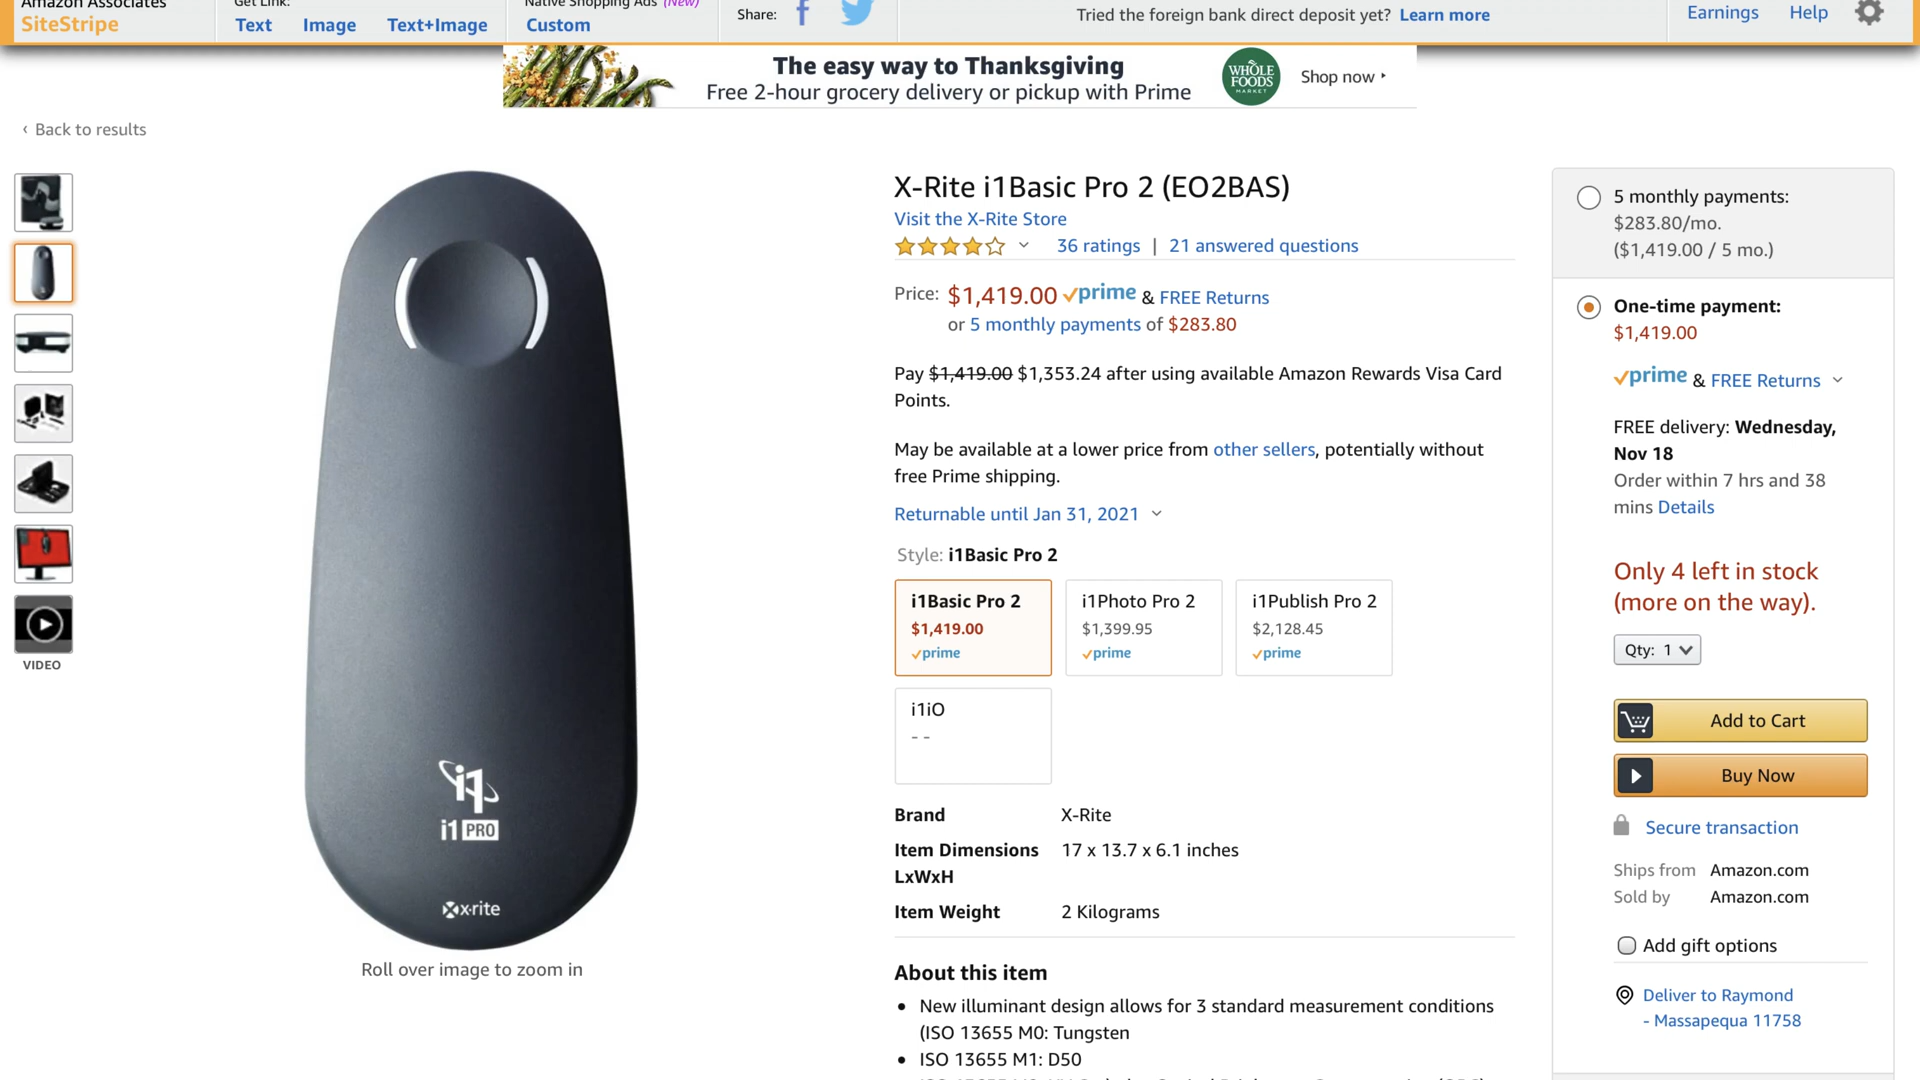 Amazon Associates
SiteStripe
Get Link:
Text Image Text+Image
Native Shopping Ads (New)
Custom
Share:
Tried the foreign bank direct deposit yet? Learn more
Earnings Help
The easy way to Thanksgiving
Free 2-hour grocery delivery or pickup with Prime
WHOLE
FOODS
MARKET
Shop now
‹ Back to results
VIDEO
i1
i1 PRO
x·rite
Roll over image to zoom in
X-Rite i1Basic Pro 2 (EO2BAS)
Visit the X-Rite Store
36 ratings | 21 answered questions
Price: $1,419.00 prime & FREE Returns
or 5 monthly payments of $283.80
Pay $1,419.00 $1,353.24 after using available Amazon Rewards Visa Card
Points.
May be available at a lower price from other sellers, potentially without
free Prime shipping.
Returnable until Jan 31, 2021
Style: i1Basic Pro 2
i1Basic Pro 2
$1,419.00
prime
i1Photo Pro 2
$1,399.95
prime
i1Publish Pro 2
$2,128.45
prime
i1iO
- -
Brand X-Rite
Item Dimensions 17 x 13.7 x 6.1 inches
LxWxH
Item Weight 2 Kilograms
About this item
• New illuminant design allows for 3 standard measurement conditions
(ISO 13655 M0: Tungsten
• ISO 13655 M1: D50
5 monthly payments:
$283.80/mo.
($1,419.00 / 5 mo.)
One-time payment:
$1,419.00
prime & FREE Returns
FREE delivery: Wednesday,
Nov 18
Order within 7 hrs and 38
mins Details
Only 4 left in stock
(more on the way).
Qty: 1
Add to Cart
Buy Now
Secure transaction
Ships from Amazon.com
Sold by Amazon.com
Add gift options
Deliver to Raymond
- Massapequa 11758